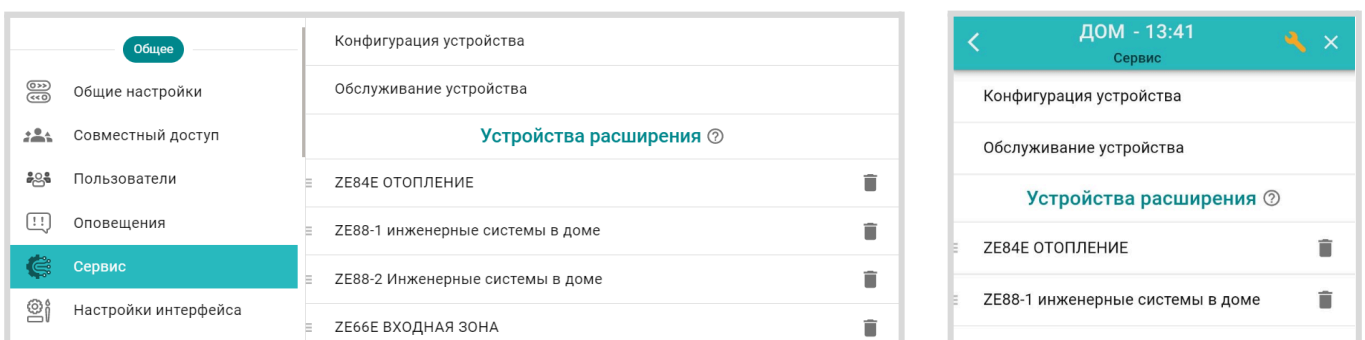 Общее
Общие настройки
Совместный доступ
Пользователи
Оповещения
Сервис
Настройки интерфейса
Конфигурация устройства
Обслуживание устройства
Устройства расширения ?
ZE84E ОТОПЛЕНИЕ
ZE88-1 инженерные системы в доме
ZE88-2 Инженерные системы в доме
ZE66E ВХОДНАЯ ЗОНА
ДОМ - 13:41
Сервис
Конфигурация устройства
Обслуживание устройства
Устройства расширения ?
ZE84E ОТОПЛЕНИЕ
ZE88-1 инженерные системы в доме